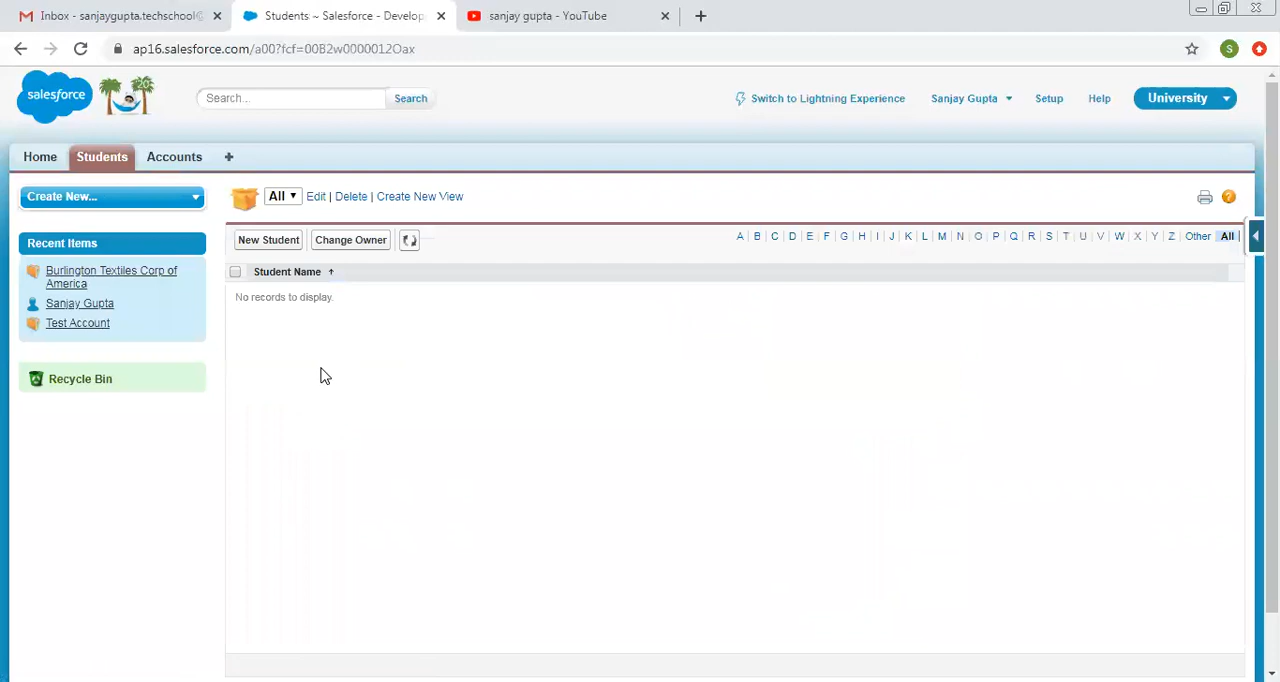 Inbox - sanjaygupta.techschool@
Students ~ Salesforce - Develop
sanjay gupta - YouTube
ap16.salesforce.com/a00?fcf=00B2w0000012Oax
S
salesforce
20
Search...
Search
Switch to Lightning Experience
Sanjay Gupta
Setup
Help
University
Home
Students
Accounts
Create New...
All
Edit | Delete | Create New View
Recent Items
New Student
Change Owner
A | B | C | D | E | F | G | H | I | J | K | L | M | N | O | P | Q | R | S | T | U | V | W | X | Y | Z | Other | All |
Student Name
No records to display.
Burlington Textiles Corp of
America
Sanjay Gupta
Test Account
Recycle Bin